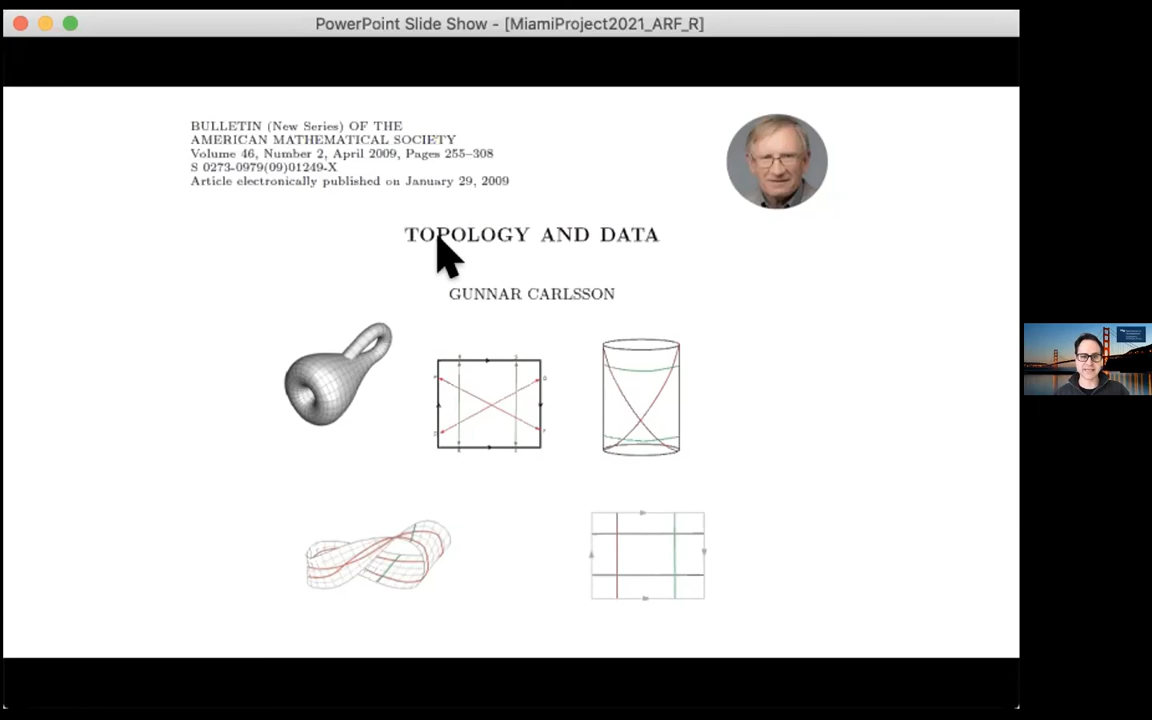 PowerPoint Slide Show - [MiamiProject2021_ARF_R]
BULLETIN (New Series) OF THE
AMERICAN MATHEMATICAL SOCIETY
Volume 46, Number 2, April 2009, Pages 255–308
S 0273-0979(09)01249-X
Article electronically published on January 29, 2009
TOPOLOGY AND DATA
GUNNAR CARLSSON